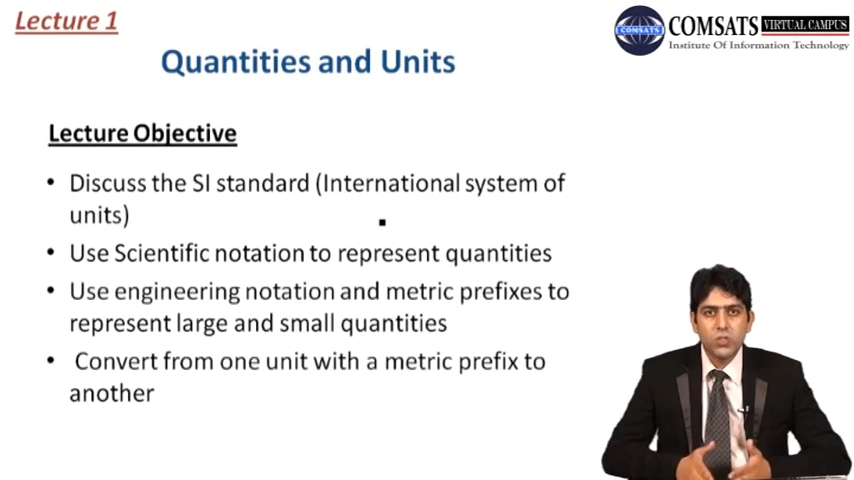 Lecture 1
COMSATS
COMSATS VIRTUAL CAMPUS
Institute Of Information Technology
Quantities and Units
Lecture Objective
• Discuss the SI standard (International system of
units)
• Use Scientific notation to represent quantities
• Use engineering notation and metric prefixes to
represent large and small quantities
• Convert from one unit with a metric prefix to
another